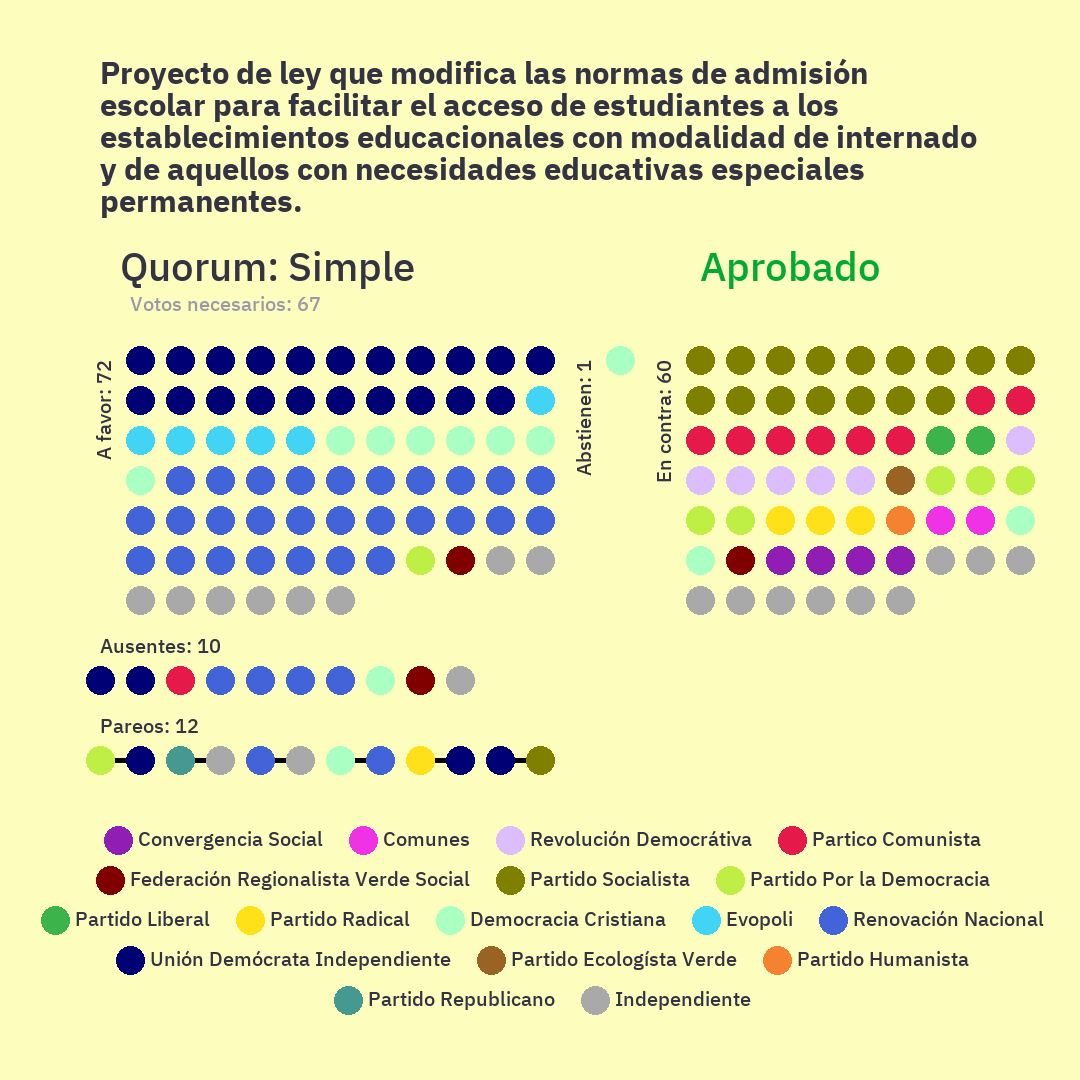 Proyecto de ley que modifica las normas de admisión
escolar para facilitar el acceso de estudiantes a los
establecimientos educacionales con modalidad de internado
y de aquellos con necesidades educativas especiales
permanentes.
Quorum: Simple
Aprobado
Votos necesarios: 67
A favor: 72
Abstienen: 1
En contra: 60
Ausentes: 10
Pareos: 12
Convergencia Social
Comunes
Revolución Democrátiva
Partico Comunista
Federación Regionalista Verde Social
Partido Socialista
Partido Por la Democracia
Partido Liberal
Partido Radical
Democracia Cristiana
Evopoli
Renovación Nacional
Unión Demócrata Independiente
Partido Ecologísta Verde
Partido Humanista
Partido Republicano
Independiente